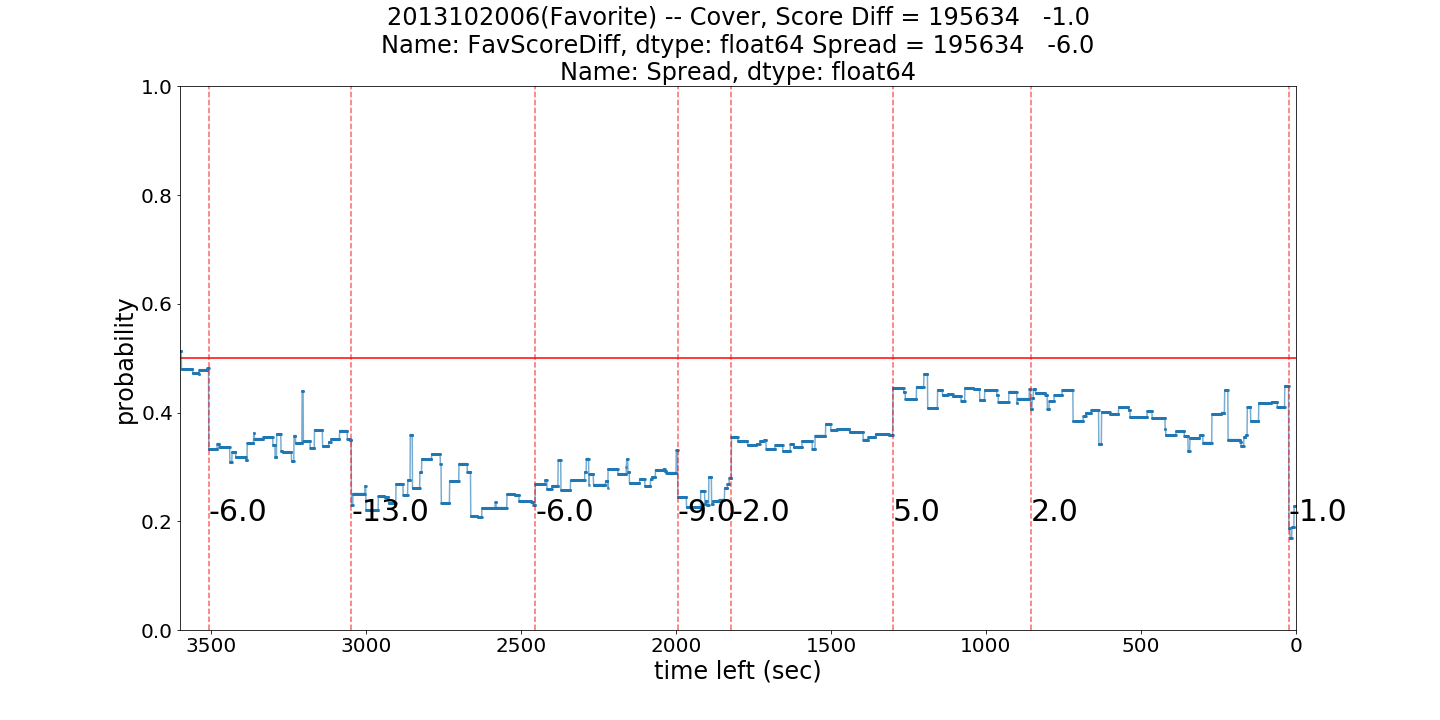 2013102006(Favorite) -- Cover, Score Diff = 195634   -1.0
Name: FavScoreDiff, dtype: float64 Spread = 195634   -6.0
Name: Spread, dtype: float64
1.0
0.8
0.6
0.4
0.2
0.0
probability
-6.0
-13.0
-6.0
-9.0
-2.0
5.0
2.0
-1.0
3500 3000 2500 2000 1500 1000 500 0
time left (sec)